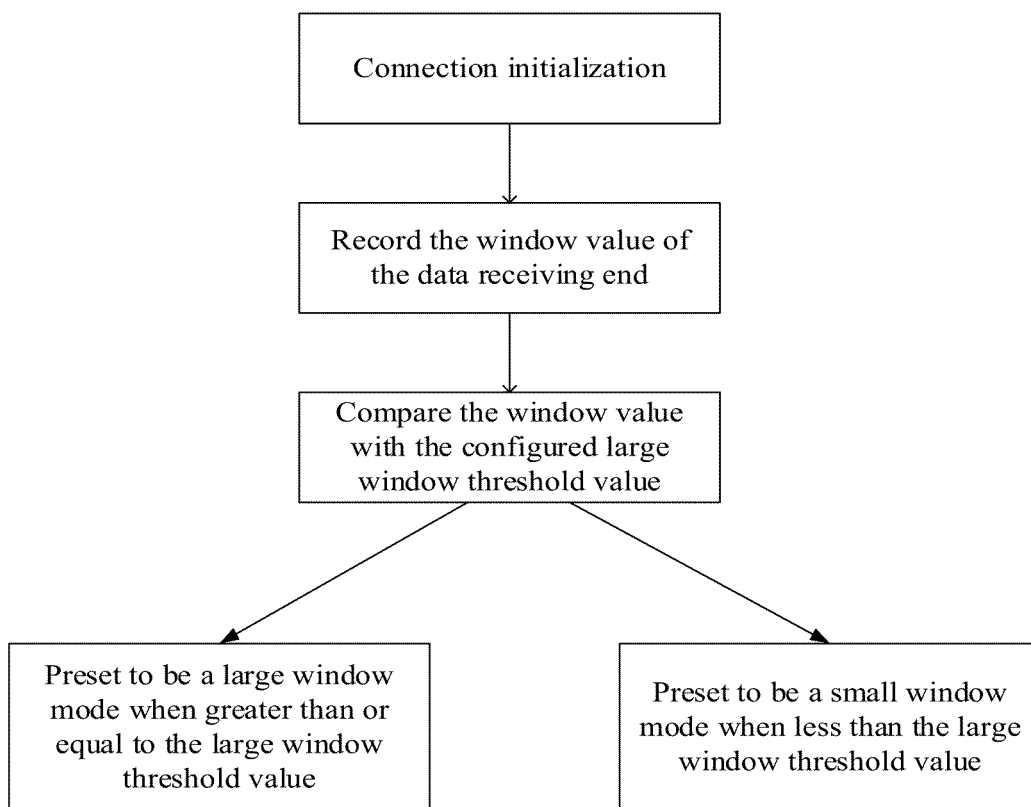 Connection initialization
Record the window value of
the data receiving end
Compare the window value
with the configured large
window threshold value
Preset to be a large window
mode when greater than or
equal to the large window
threshold value
Preset to be a small window
mode when less than the large
window threshold value